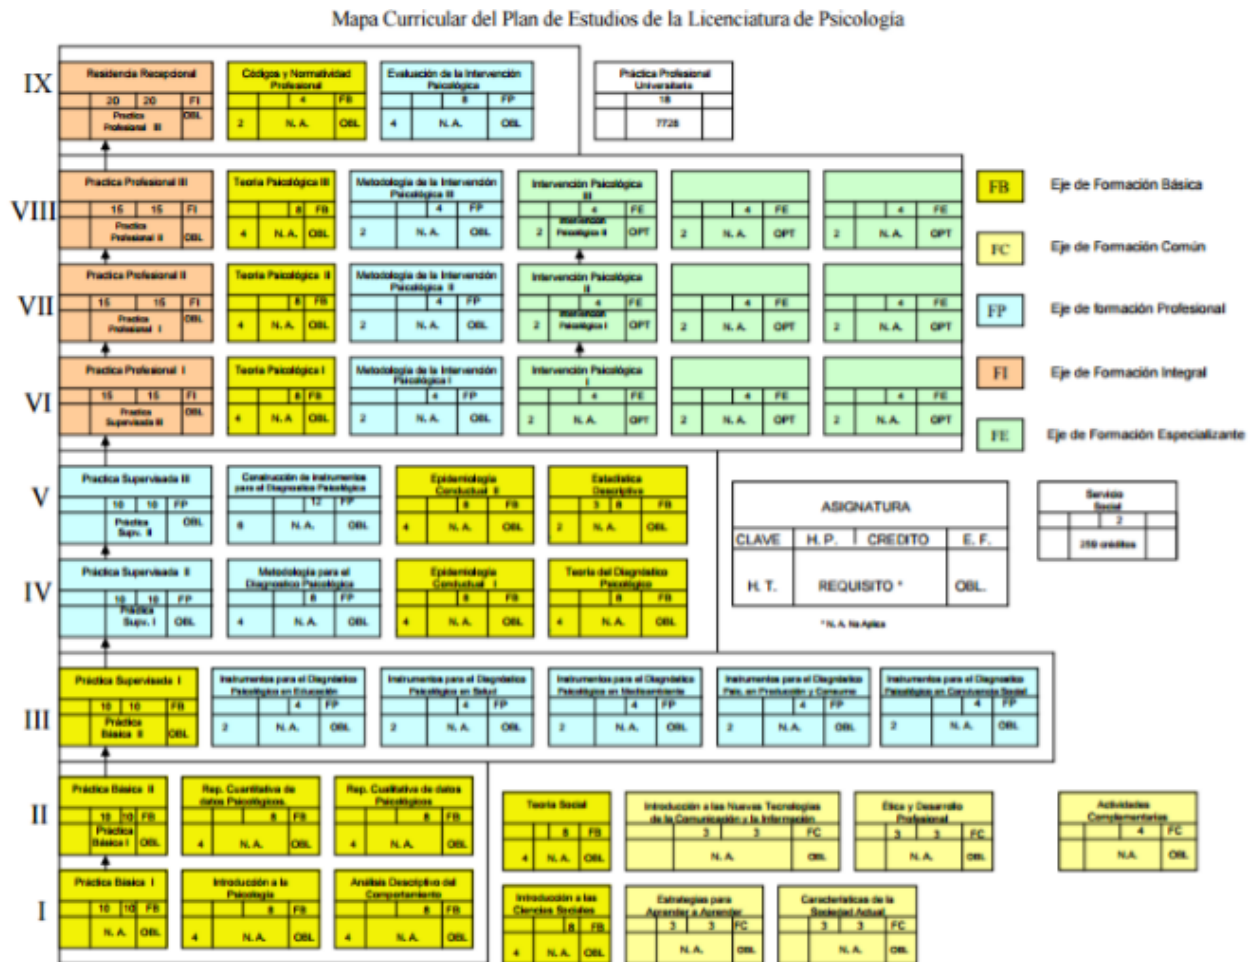 Mapa Curricular del Plan de Estudios de la Licenciatura de Psicología
IX
Residencia Recepcional
20 20 FI
Practica Profesional III OBL
Códigos y Normatividad Profesional
4 FB
2 N. A. OBL
Evaluación de la Intervención Psicológica
8 FP
4 N. A. OBL
Práctica Profesional Universitaria
18
7728
VIII
Practica Profesional III
15 15 FI
Practica Profesional II OBL
Teoría Psicológica III
8 FB
4 N. A. OBL
Metodología de la Intervención Psicológica III
4 FP
2 N. A. OBL
Intervención Psicológica III
4 FE
2 Intervención Psicológica II OPT
4 FE
2 N. A. OPT
4 FE
2 N. A. OPT
VII
Practica Profesional II
15 15 FI
Practica Profesional I OBL
Teoría Psicológica II
8 FB
4 N. A. OBL
Metodología de la Intervención Psicológica II
4 FP
2 N. A. OBL
Intervención Psicológica II
4 FE
2 Intervención Psicológica I OPT
4 FE
2 N. A. OPT
4 FE
2 N. A. OPT
VI
Practica Profesional I
15 15 FI
Practica Supervisada III OBL
Teoría Psicológica I
8 FB
4 N. A. OBL
Metodología de la Intervención Psicológica I
4 FP
2 N. A. OBL
Intervención Psicológica I
4 FE
2 N. A. OPT
4 FE
2 N. A. OPT
4 FE
2 N. A. OPT
FB Eje de Formación Básica
FC Eje de Formación Común
FP Eje de formación Profesional
FI Eje de Formación Integral
FE Eje de Formación Especializante
V
Practica Supervisada III
10 10 FP
Práctica Supv. II OBL
Construcción de instrumentos para el Diagnostico Psicológica
12 FP
8 N. A. OBL
Epidemiología Conductual II
8 FB
4 N. A. OBL
Estadística Descriptiva
3 8 FB
2 N. A. OBL
IV
Práctica Supervisada II
10 10 FP
Práctica Supv. I OBL
Metodología para el Diagnostico Psicológica
8 FP
4 N. A. OBL
Epidemiología Conductual I
8 FB
4 N. A. OBL
Teoría del Diagnóstico Psicológico
8 FB
4 N. A. OBL
ASIGNATURA
CLAVE H. P. CREDITO E. F.
H. T. REQUISITO * OBL.
* N. A. No Aplica
Servicio Social
2
259 créditos
III
Práctica Supervisada I
10 10 FB
Práctica Básica II OBL
Instrumentos para el Diagnóstico Psicológico en Educación
4 FP
2 N. A. OBL
Instrumentos para el Diagnóstico Psicológico en Salud
4 FP
2 N. A. OBL
Instrumentos para el Diagnóstico Psicológico en Medioambiente
4 FP
2 N. A. OBL
Instrumentos para el Diagnóstico Psic. en Producción y Consumo
4 FP
2 N. A. OBL
Instrumentos para el Diagnostico Psicológico en Convivencia Social
4 FP
2 N. A. OBL
II
Práctica Básica II
10 10 FB
Práctica Básica I OBL
Rep. Cuantitativa de datos Psicológicos.
8 FB
4 N. A. OBL
Rep. Cualitativa de datos Psicológicos
8 FB
4 N. A. OBL
Teoría Social
8 FB
4 N. A. OBL
Introducción a las Nuevas Tecnologías de la Comunicación y la Información
3 3 FC
N. A. OBL
Ética y Desarrollo Profesional
3 3 FC
N. A. OBL
Actividades Complementarias
4 FC
N.A. OBL
I
Práctica Básica I
10 10 FB
N. A. OBL
Introducción a la Psicología
8 FB
4 N. A. OBL
Análisis Descriptivo del Comportamiento
8 FB
4 N. A. OBL
Introducción a las Ciencias Sociales
8 FB
4 N. A. OBL
Estrategias para Aprender a Aprender
3 3 FC
N. A. OBL
Características de la Sociedad Actual
3 3 FC
N. A. OBL